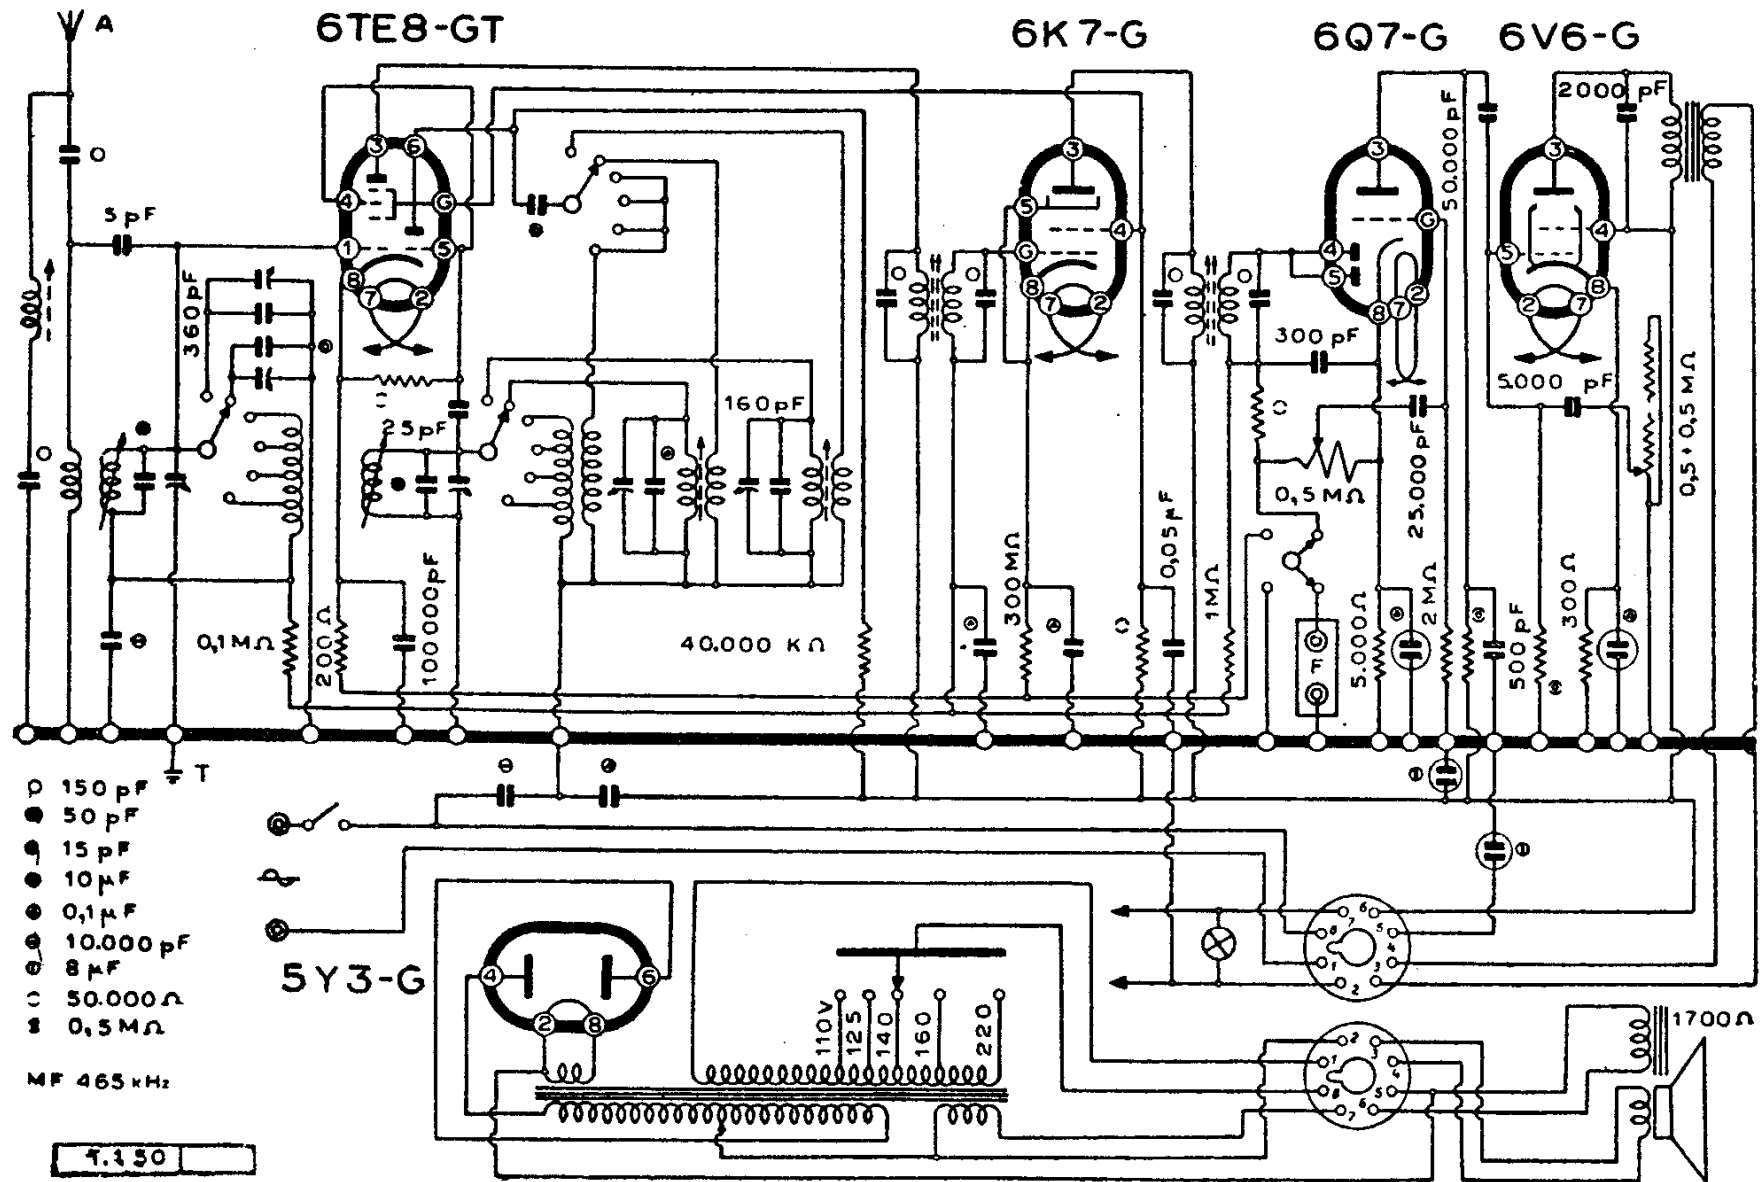 A
6TE8-GT
6K7-G
6Q7-G
6V6-G
5 pF
360 pF
25 pF
160 pF
0,1 MΩ
200 Ω
100000 pF
40.000 KΩ
300 MΩ
0,05 µF
1 MΩ
300 pF
0,5 MΩ
25.000 pF
5.000 Ω
2 MΩ
50.000 pF
2000 pF
5.000 pF
500 pF
300 Ω
0,5 + 0,5 MΩ
F
T
150 pF
50 pF
15 pF
10 µF
0,1 µF
10.000 pF
8 µF
50.000 Ω
0,5 MΩ
MF 465 kHz
5Y3-G
110V
125
140
160
220
1700 Ω